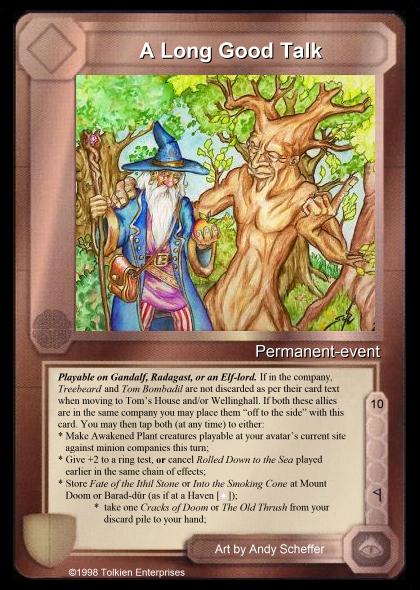 A Long Good Talk
Permanent-event
Playable on Gandalf, Radagast, or an Elf-lord. If in the company,
Treebeard and Tom Bombadil are not discarded as per their card text
when moving to Tom's House and/or Wellinghall. If both these allies
are in the same company you may place them "off to the side" with this
card. You may then tap both (at any time) to either:
* Make Awakened Plant creatures playable at your avatar's current site
against minion companies this turn;
* Give +2 to a ring test, or cancel Rolled Down to the Sea played
earlier in the same chain of effects;
* Store Fate of the Ithil Stone or Into the Smoking Cone at Mount
Doom or Barad-dûr (as if at a Haven [ ]);
* take one Cracks of Doom or The Old Thrush from your
discard pile to your hand;
10
Art by Andy Scheffer
©1998 Tolkien Enterprises